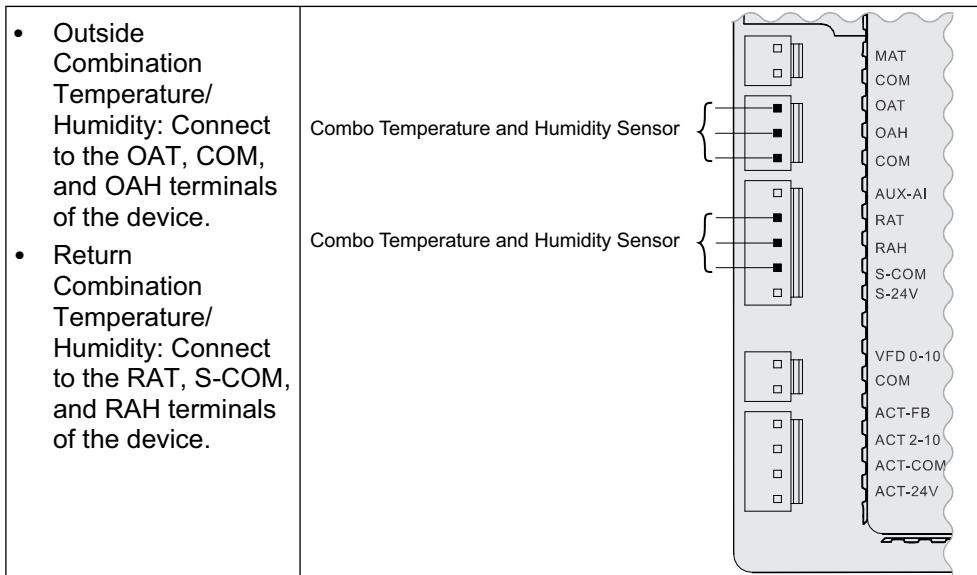 • Outside
Combination
Temperature/
Humidity: Connect
to the OAT, COM,
and OAH terminals
of the device.
• Return
Combination
Temperature/
Humidity: Connect
to the RAT, S-COM,
and RAH terminals
of the device.
Combo Temperature and Humidity Sensor
Combo Temperature and Humidity Sensor
MAT
COM
OAT
OAH
COM
AUX-AI
RAT
RAH
S-COM
S-24V
VFD 0-10
COM
ACT-FB
ACT 2-10
ACT-COM
ACT-24V